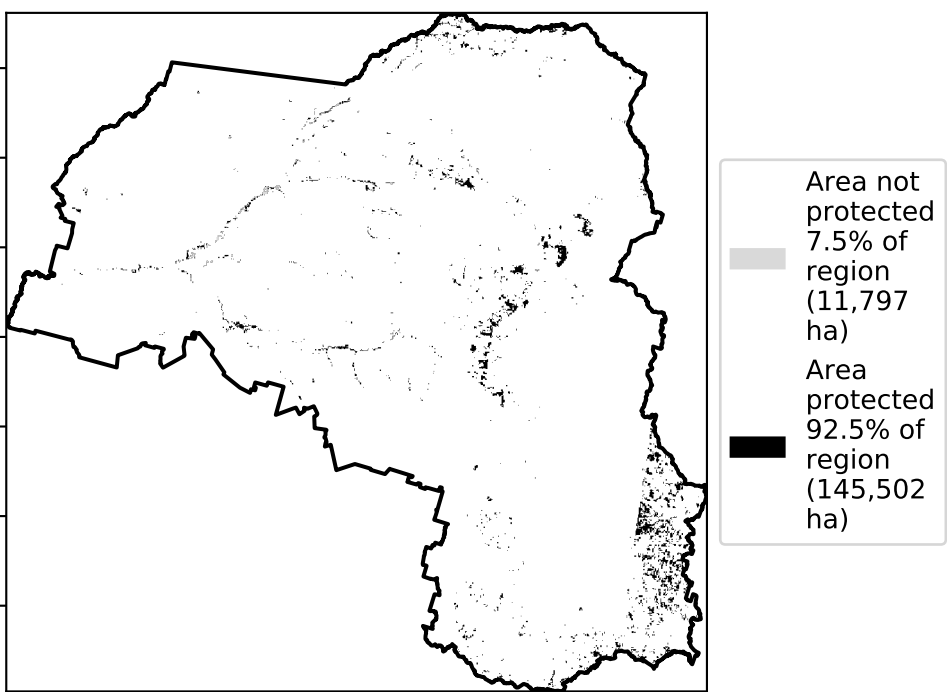 Area not
protected
7.5% of
region
(11,797
ha)
Area
protected
92.5% of
region
(145,502
ha)